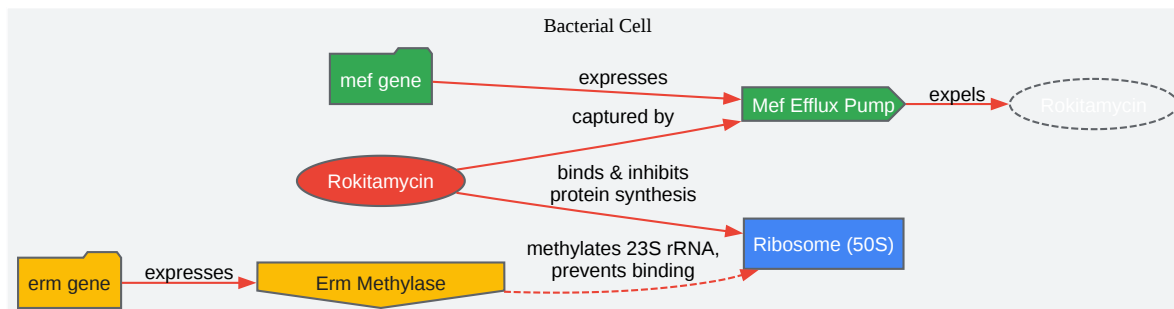 Bacterial Cell
mef gene
expresses
Mef Efflux Pump
expels
Rokitamycin
captured by
Rokitamycin
binds & inhibits
protein synthesis
Ribosome (50S)
methylates 23S rRNA,
prevents binding
erm gene
expresses
Erm Methylase